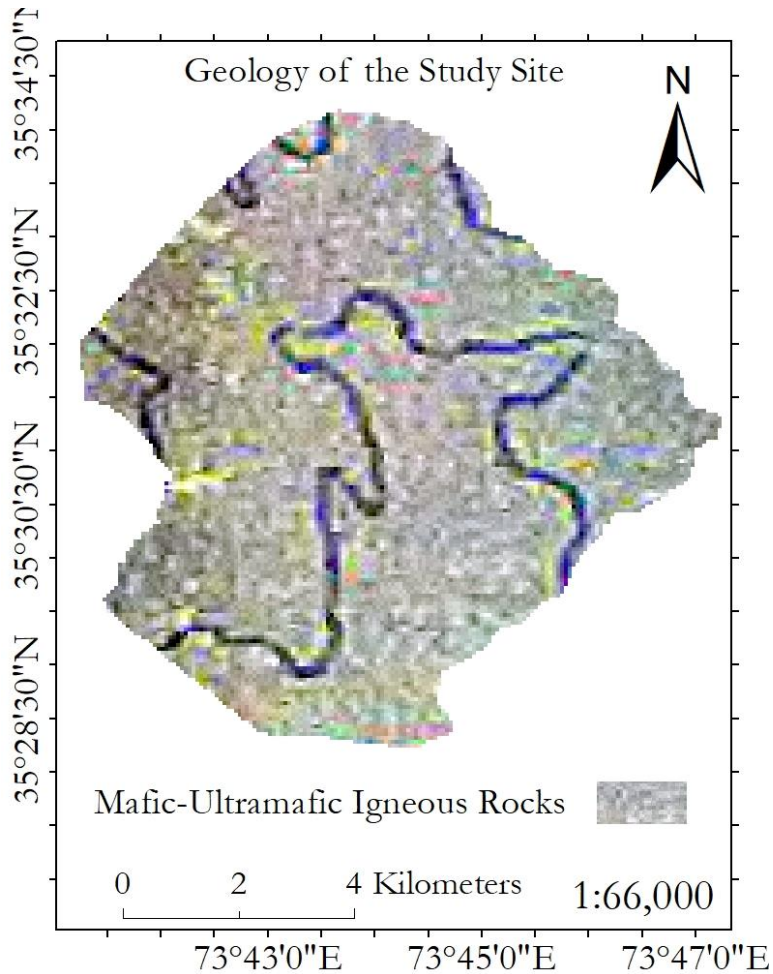 Geology of the Study Site
N
35°34'30"N
35°32'30"N
35°30'30"N
35°28'30"N
Mafic-Ultramafic Igneous Rocks
0 2 4 Kilometers
1:66,000
73°43'0"E 73°45'0"E 73°47'0"E